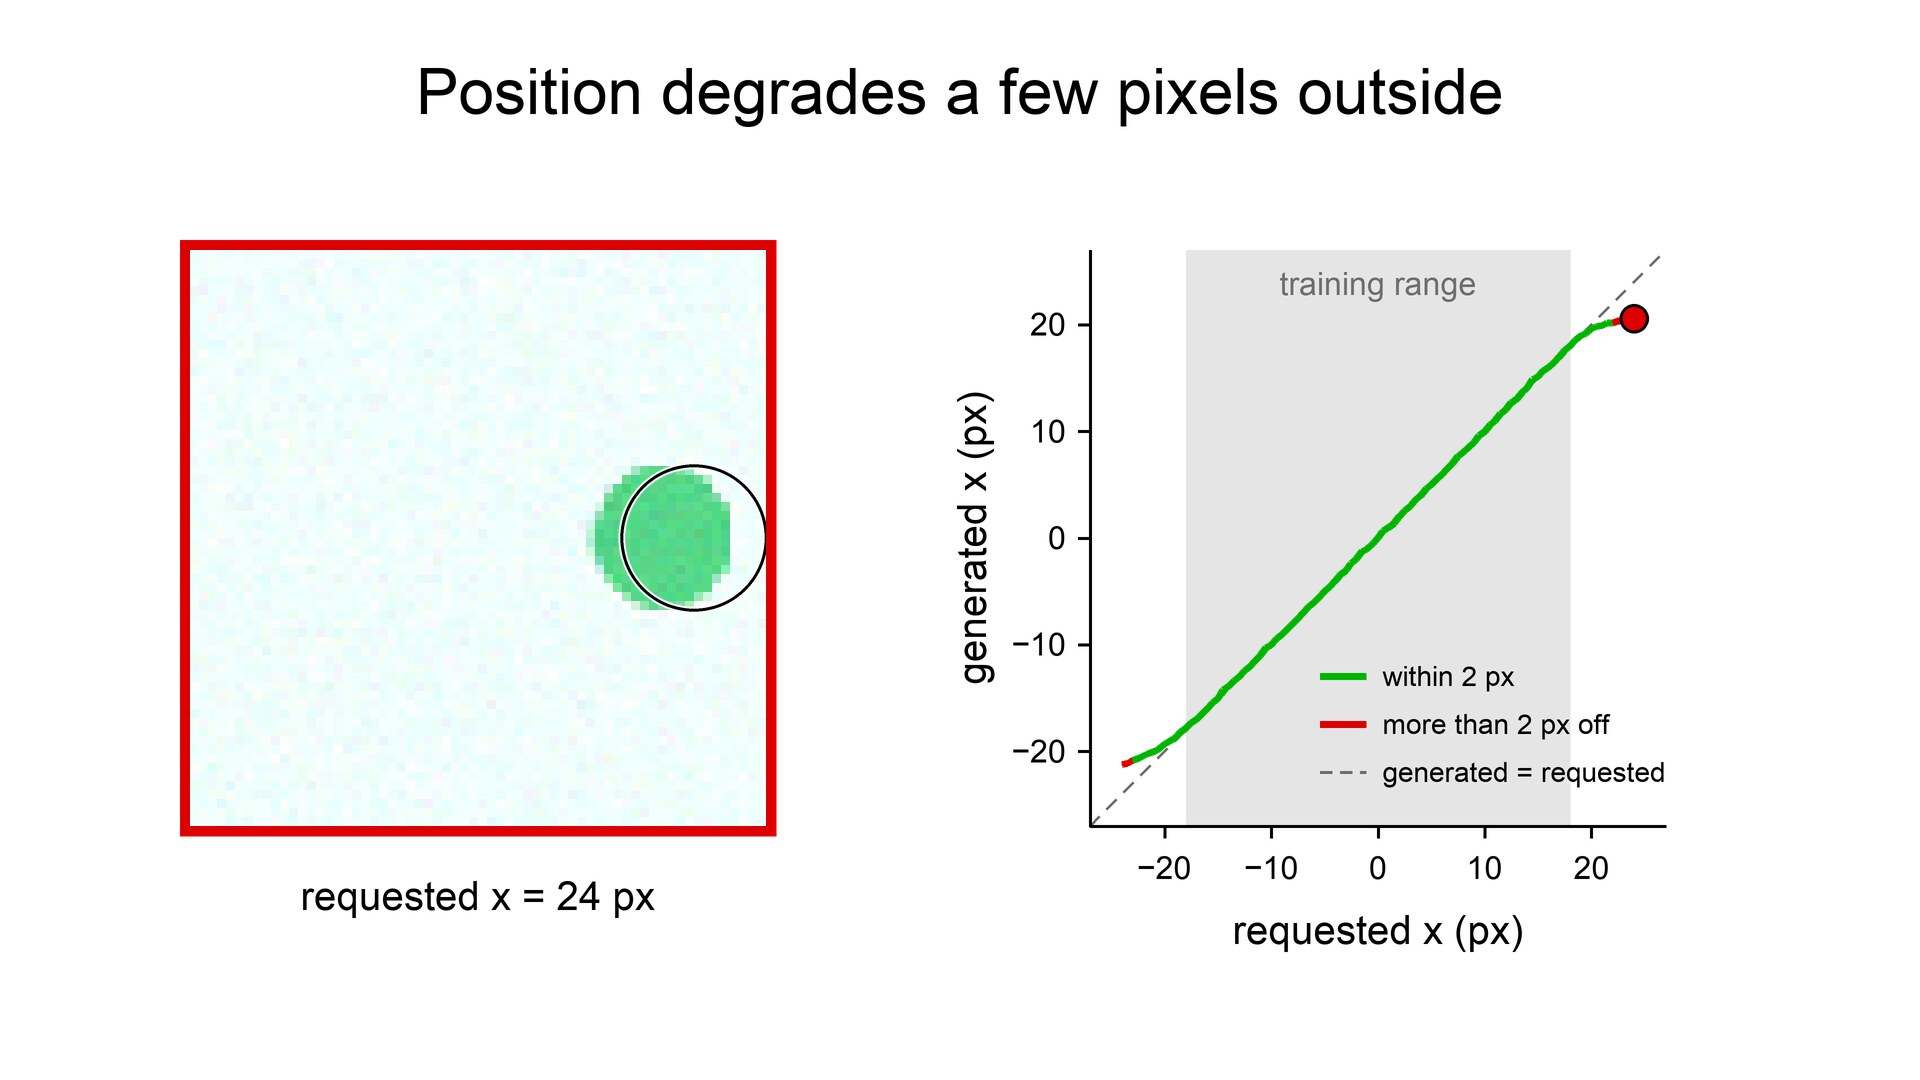 Position degrades a few pixels outside
requested x = 24 px
training range
generated x (px)
20
10
0
−10
−20
within 2 px
more than 2 px off
generated = requested
−20
−10
0
10
20
requested x (px)